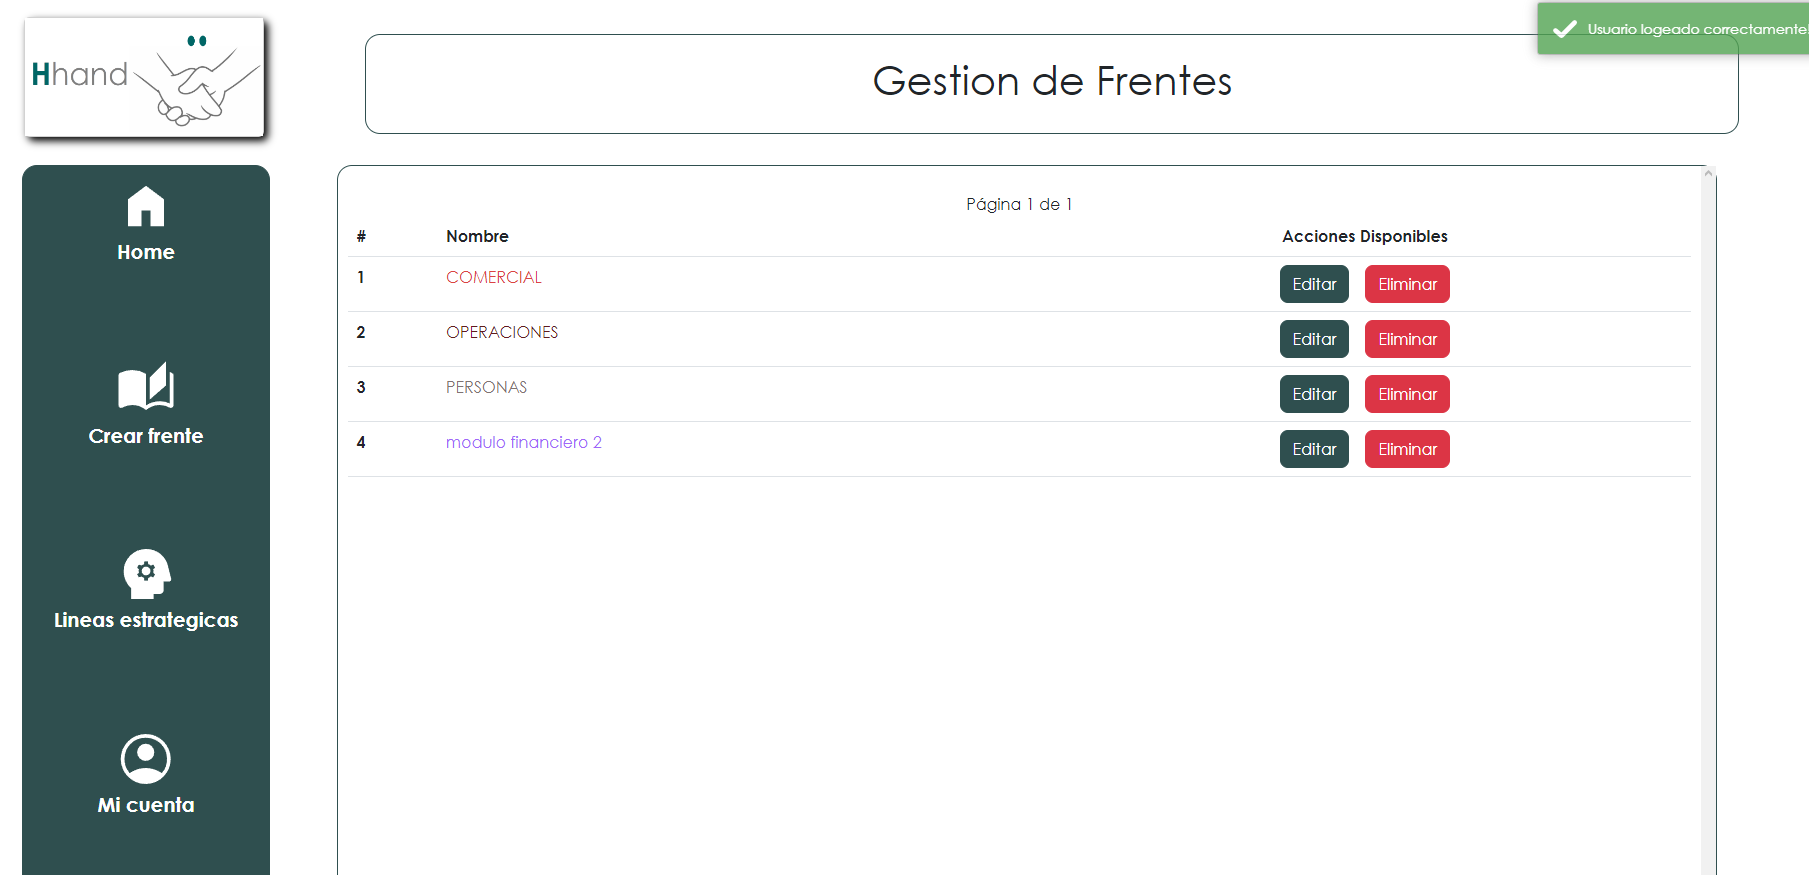 Hhand
Usuario logeado correctamente!
Gestion de Frentes
Home
Crear frente
Lineas estrategicas
Mi cuenta
Página 1 de 1
# Nombre Acciones Disponibles
1 COMERCIAL Editar Eliminar
2 OPERACIONES Editar Eliminar
3 PERSONAS Editar Eliminar
4 modulo financiero 2 Editar Eliminar